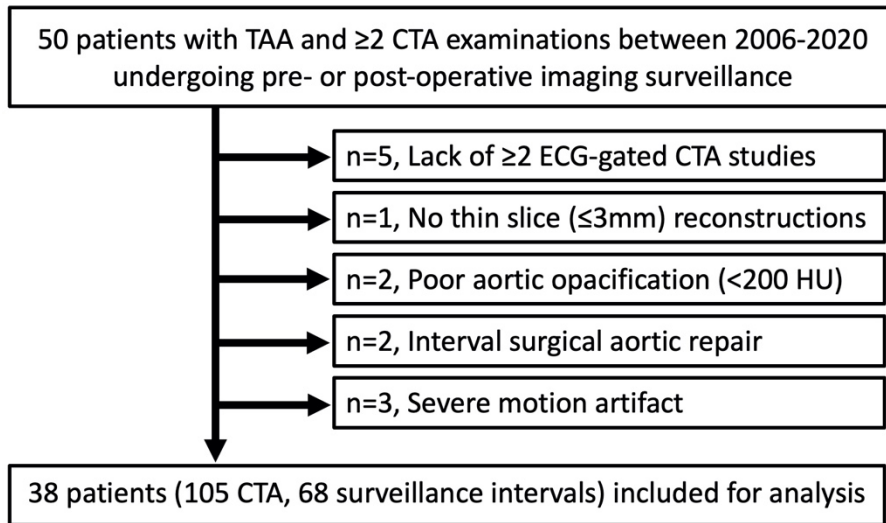 50 patients with TAA and ≥2 CTA examinations between 2006-2020
undergoing pre- or post-operative imaging surveillance
n=5, Lack of ≥2 ECG-gated CTA studies
n=1, No thin slice (≤3mm) reconstructions
n=2, Poor aortic opacification (<200 HU)
n=2, Interval surgical aortic repair
n=3, Severe motion artifact
38 patients (105 CTA, 68 surveillance intervals) included for analysis